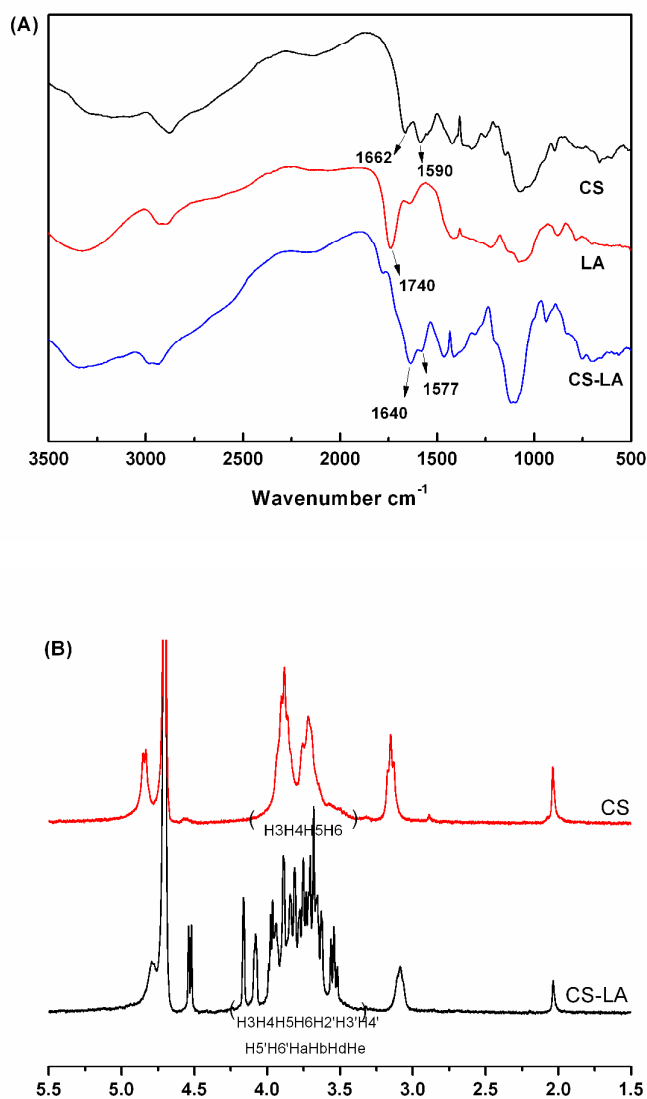 (A)
1662
1590
CS
LA
1740
1577
CS-LA
1640
3500 3000 2500 2000 1500 1000 500
Wavenumber cm⁻¹
(B)
CS
( H3H4H5H6 )
CS-LA
( H3H4H5H6H2'H3'H4' )
H5'H6'HaHbHdHe
5.5 5.0 4.5 4.0 3.5 3.0 2.5 2.0 1.5